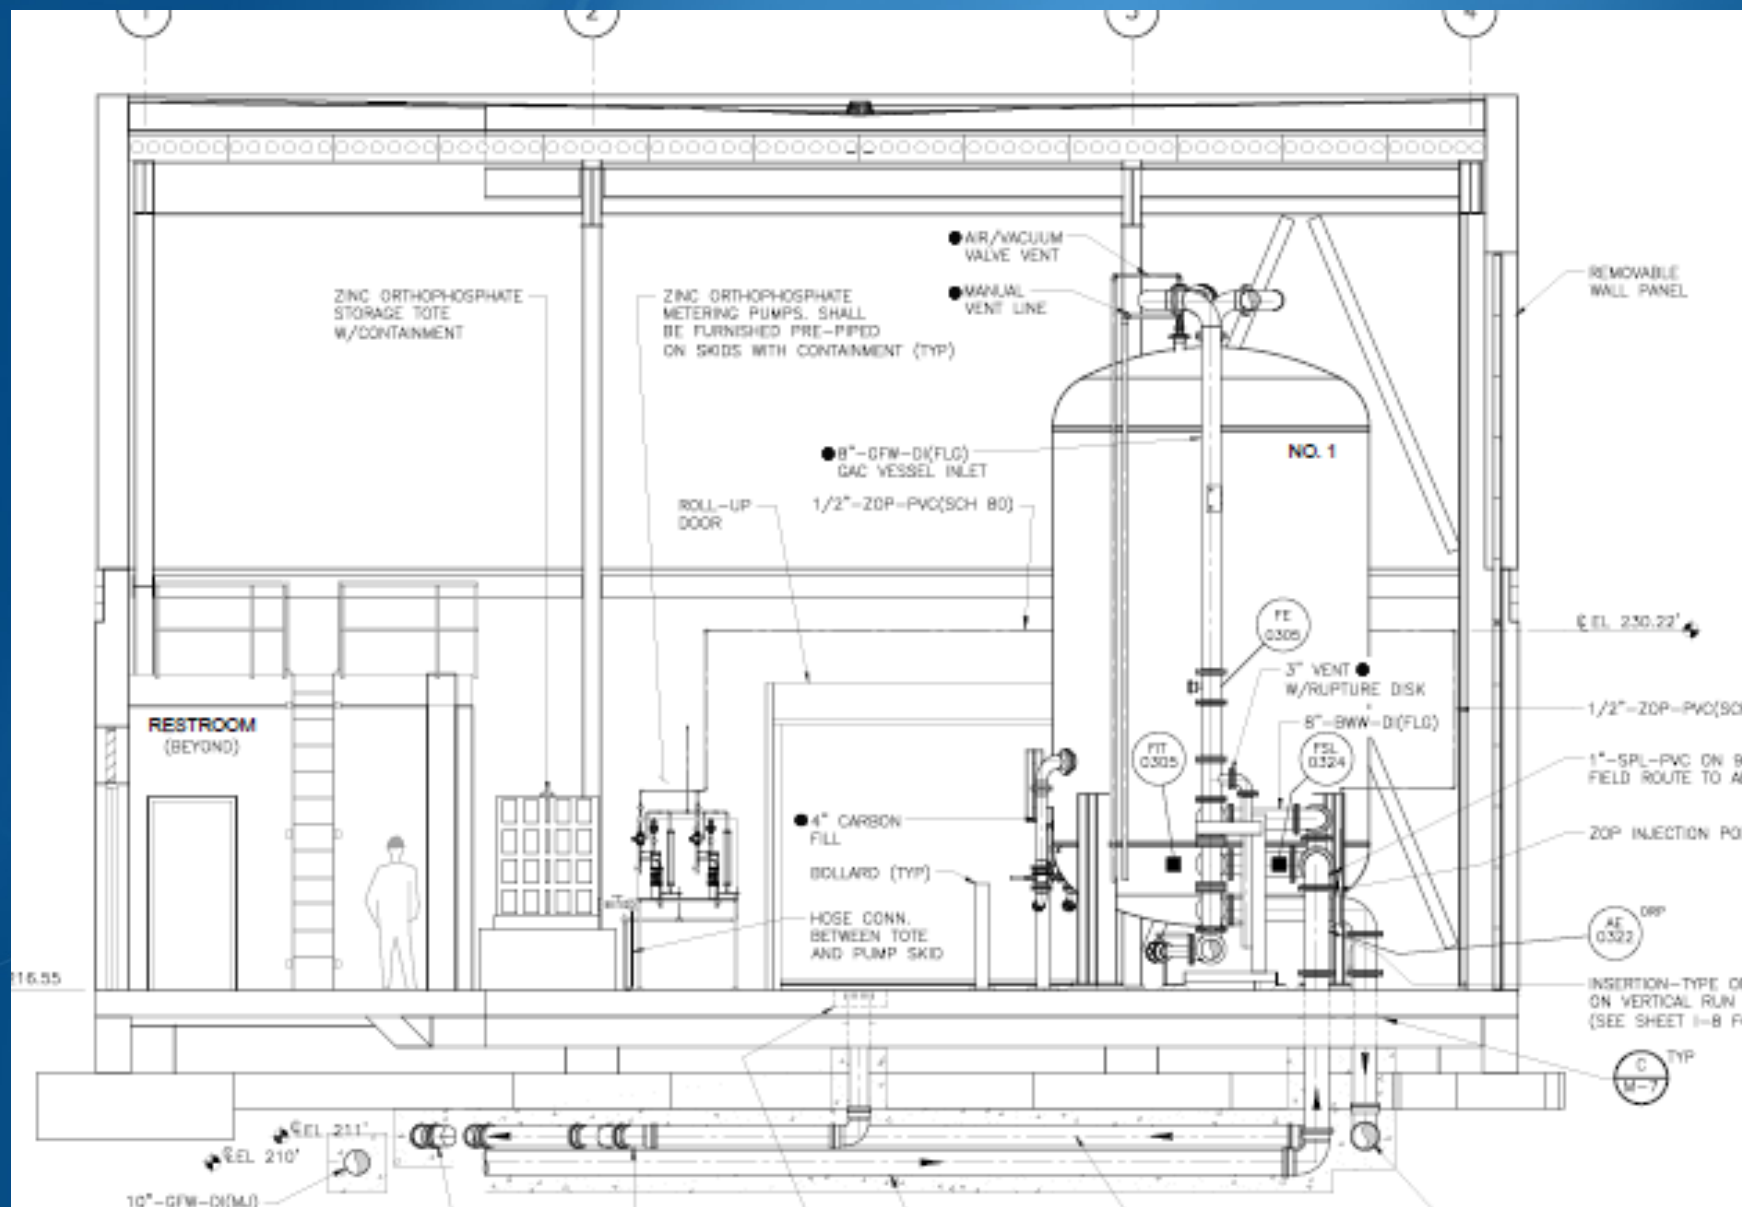 1
2
3
4
AIR/VACUUM
VALVE VENT
MANUAL
VENT LINE
REMOVABLE
WALL PANEL
ZINC ORTHOPHOSPHATE
STORAGE TOTE
W/CONTAINMENT
ZINC ORTHOPHOSPHATE
METERING PUMPS. SHALL
BE FURNISHED PRE-PIPED
ON SKIDS WITH CONTAINMENT (TYP)
8"-GFW-DI(FLG)
GAC VESSEL INLET
NO. 1
ROLL-UP
DOOR
1/2"-ZOP-PVC(SCH 80)
FE
0305
℄ EL 230.22'
3" VENT
W/RUPTURE DISK
1/2"-ZOP-PVC(SC
8"-BWW-DI(FLG)
RESTROOM
(BEYOND)
FIT
0305
FSL
0324
1"-SPL-PVC ON 9
FIELD ROUTE TO A
4" CARBON
FILL
ZOP INJECTION PO
BOLLARD (TYP)
HOSE CONN.
BETWEEN TOTE
AND PUMP SKID
AE
0322
ORP
216.55
INSERTION-TYPE O
ON VERTICAL RUN
(SEE SHEET I-8 F
C
M-7
TYP
℄ EL 211'
℄ EL 210'
10"-GFW-DI(MJ)